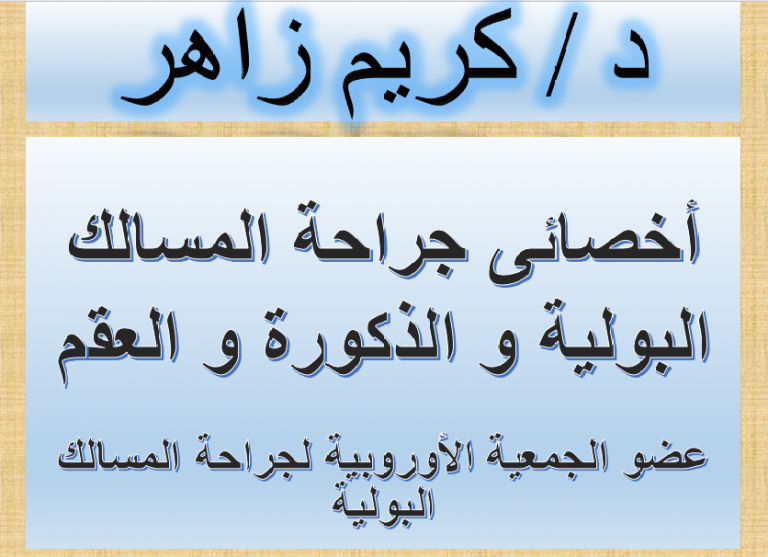 د / كريم زاهر
أخصائى جراحة المسالك
البولية و الذكورة و العقم
عضو الجمعية الأوروبية لجراحة المسالك
البولية